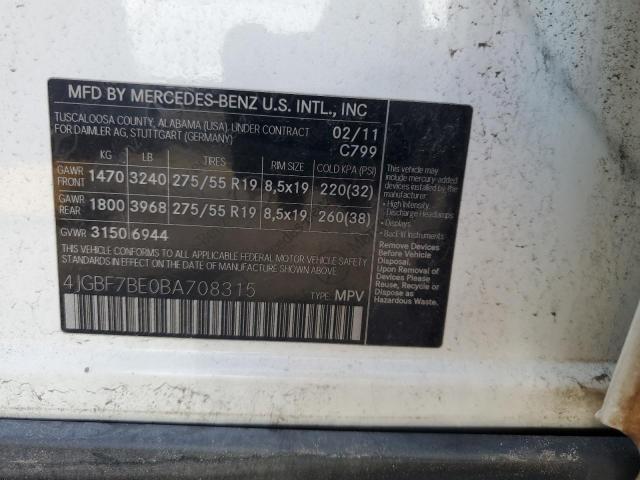 MFD BY MERCEDES-BENZ U.S. INTL., INC
TUSCALOOSA COUNTY, ALABAMA (USA), UNDER CONTRACT
FOR DAIMLER AG, STUTTGART (GERMANY)
02/11
C799
KG LB TIRES RIM SIZE COLD KPA (PSI)
GAWR FRONT 1470 3240 275/55 R19 8,5x19 220(32)
GAWR REAR 1800 3968 275/55 R19 8,5x19 260(38)
GVWR 3150 6944
THIS VEHICLE CONFORMS TO ALL APPLICABLE FEDERAL MOTOR VEHICLE SAFETY
STANDARDS IN EFFECT ON THE DATE OF MANUFACTURE SHOWN ABOVE.
4JGBF7BE0BA708315
TYPE: MPV
This vehicle may
include mercury-added
devices installed by
the manufacturer:
• High Intensity,
Discharge Headlamps
• Displays
•
Remove Devices
Before Vehicle
Disposal.
Upon Removal of
Devices Please
Reuse, Recycle or
Dispose as
Hazardous Waste.